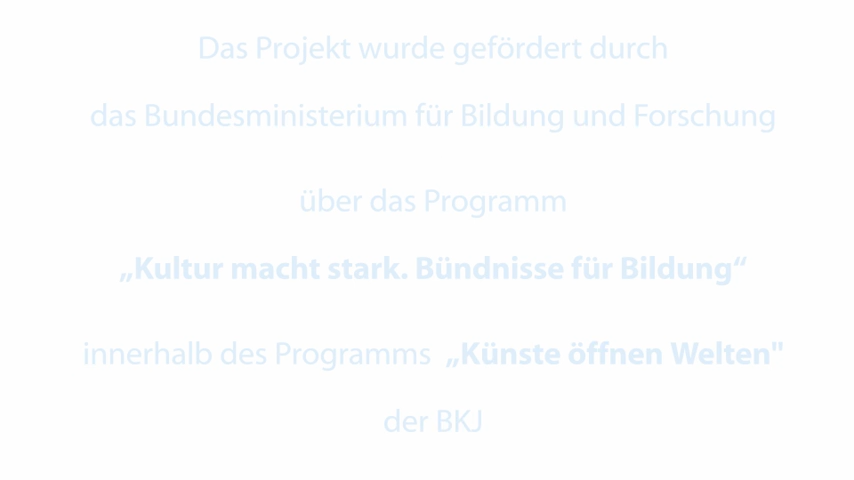 Das Projekt wurde gefördert durch
das Bundesministerium für Bildung und Forschung
über das Programm
„Kultur macht stark. Bündnisse für Bildung“
innerhalb des Programms „Künste öffnen Welten"
der BKJ